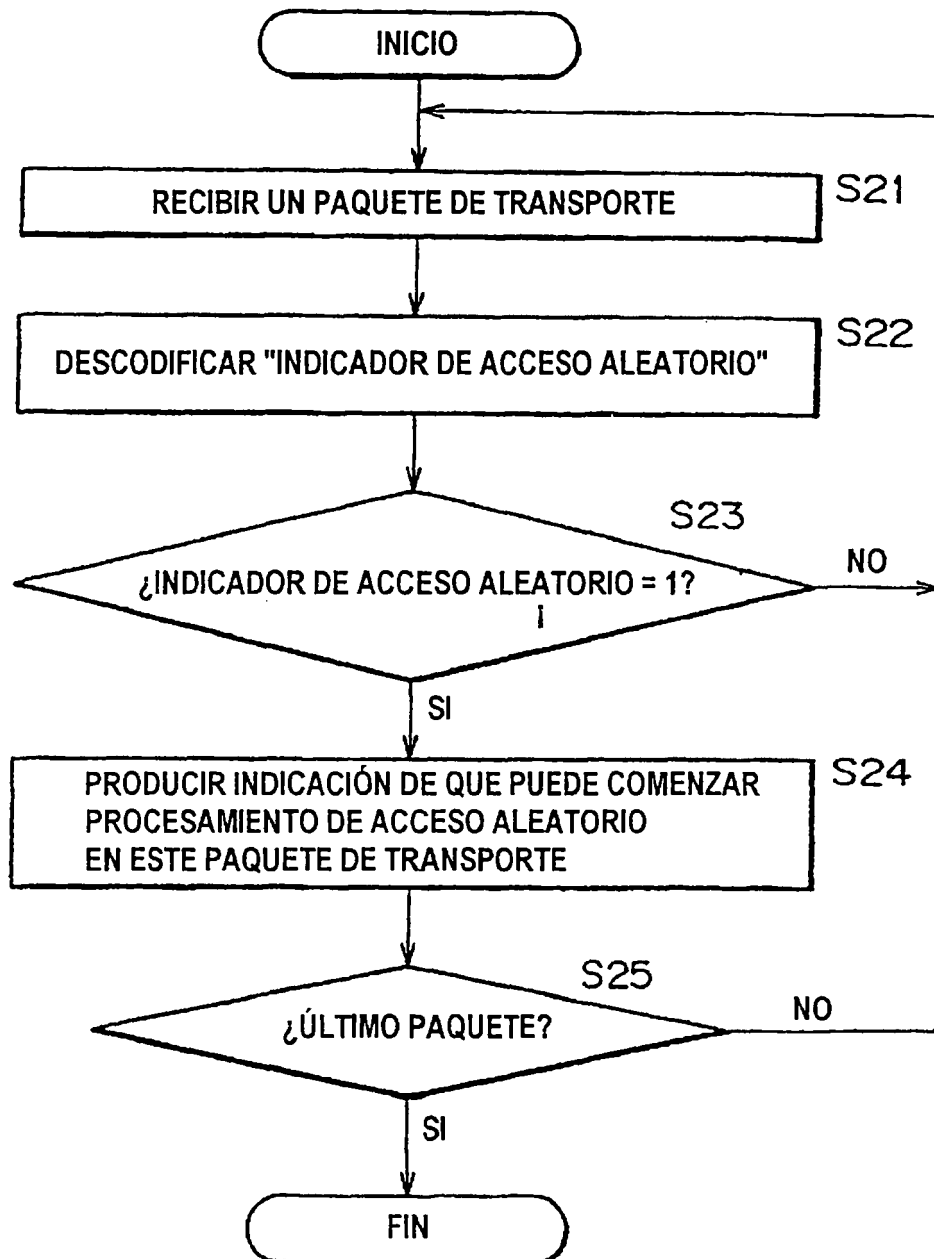 INICIO
RECIBIR UN PAQUETE DE TRANSPORTE
S21
DESCODIFICAR "INDICADOR DE ACCESO ALEATORIO"
S22
S23
¿INDICADOR DE ACCESO ALEATORIO = 1?
NO
SI
PRODUCIR INDICACIÓN DE QUE PUEDE COMENZAR
PROCESAMIENTO DE ACCESO ALEATORIO
EN ESTE PAQUETE DE TRANSPORTE
S24
S25
¿ÚLTIMO PAQUETE?
NO
SI
FIN